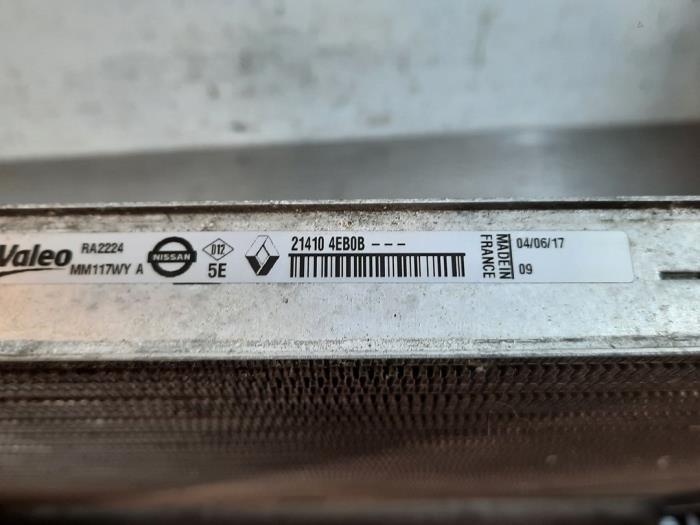 Valeo
RA2224
MM117WY A
NISSAN
D12
5E
21410 4EB0B ---
MADE IN
FRANCE
04/06/17
09